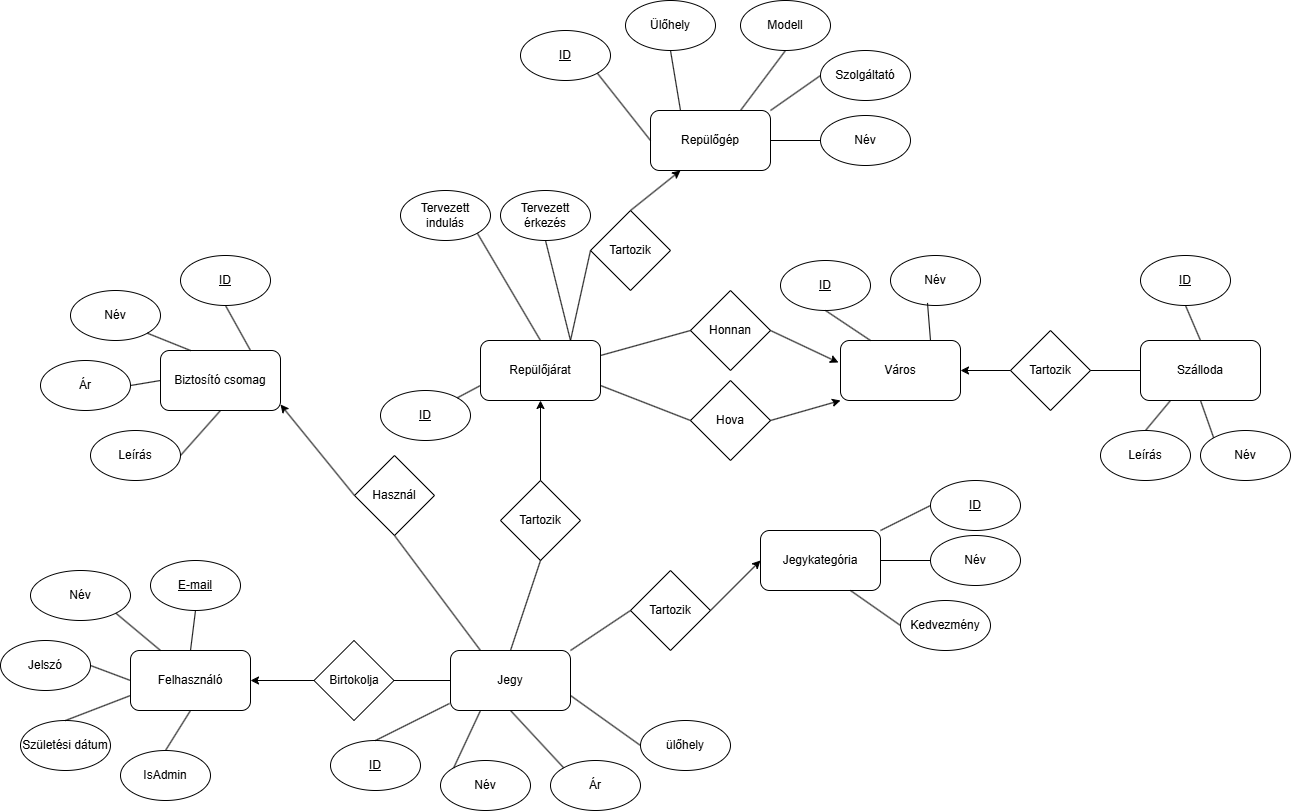 Ülőhely
Modell
ID
Szolgáltató
Repülőgép
Név
Tervezett
indulás
Tervezett
érkezés
Tartozik
ID
Név
ID
Név
ID
Honnan
Biztosító csomag
Ár
Repülőjárat
Város
Tartozik
Szálloda
ID
Hova
Leírás
Leírás
Név
Használ
Tartozik
ID
Jegykategória
Név
Név
E-mail
Tartozik
Kedvezmény
Jelszó
Felhasználó
Birtokolja
Jegy
Születési dátum
IsAdmin
ID
Név
Ár
ülőhely